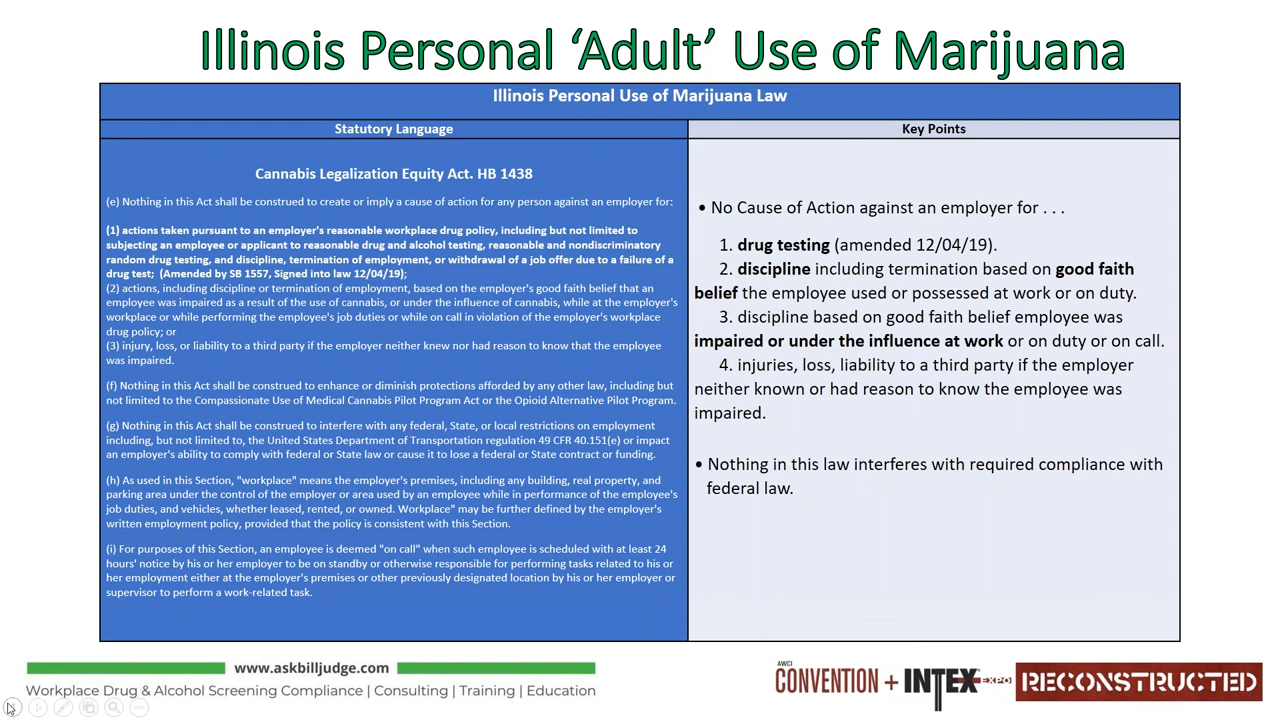 Illinois Personal ‘Adult’ Use of Marijuana
Illinois Personal Use of Marijuana Law
Statutory Language
Key Points
Cannabis Legalization Equity Act. HB 1438
(e) Nothing in this Act shall be construed to create or imply a cause of action for any person against an employer for:
(1) actions taken pursuant to an employer's reasonable workplace drug policy, including but not limited to
subjecting an employee or applicant to reasonable drug and alcohol testing, reasonable and nondiscriminatory
random drug testing, and discipline, termination of employment, or withdrawal of a job offer due to a failure of a
drug test; (Amended by SB 1557, Signed into law 12/04/19);
(2) actions, including discipline or termination of employment, based on the employer's good faith belief that an
employee was impaired as a result of the use of cannabis, or under the influence of cannabis, while at the employer's
workplace or while performing the employee's job duties or while on call in violation of the employer's workplace
drug policy; or
(3) injury, loss, or liability to a third party if the employer neither knew nor had reason to know that the employee
was impaired.
(f) Nothing in this Act shall be construed to enhance or diminish protections afforded by any other law, including but
not limited to the Compassionate Use of Medical Cannabis Pilot Program Act or the Opioid Alternative Pilot Program.
(g) Nothing in this Act shall be construed to interfere with any federal, State, or local restrictions on employment
including, but not limited to, the United States Department of Transportation regulation 49 CFR 40.151(e) or impact
an employer's ability to comply with federal or State law or cause it to lose a federal or State contract or funding.
(h) As used in this Section, "workplace" means the employer's premises, including any building, real property, and
parking area under the control of the employer or area used by an employee while in performance of the employee's
job duties, and vehicles, whether leased, rented, or owned. Workplace" may be further defined by the employer's
written employment policy, provided that the policy is consistent with this Section.
(i) For purposes of this Section, an employee is deemed "on call" when such employee is scheduled with at least 24
hours' notice by his or her employer to be on standby or otherwise responsible for performing tasks related to his or
her employment either at the employer's premises or other previously designated location by his or her employer or
supervisor to perform a work-related task.
• No Cause of Action against an employer for . . .
1. drug testing (amended 12/04/19).
2. discipline including termination based on good faith
belief the employee used or possessed at work or on duty.
3. discipline based on good faith belief employee was
impaired or under the influence at work or on duty or on call.
4. injuries, loss, liability to a third party if the employer
neither known or had reason to know the employee was
impaired.
• Nothing in this law interferes with required compliance with
federal law.
www.askbilljudge.com
Workplace Drug & Alcohol Screening Compliance | Consulting | Training | Education
AWCI
CONVENTION + INTEX EXPO RECONSTRUCTED